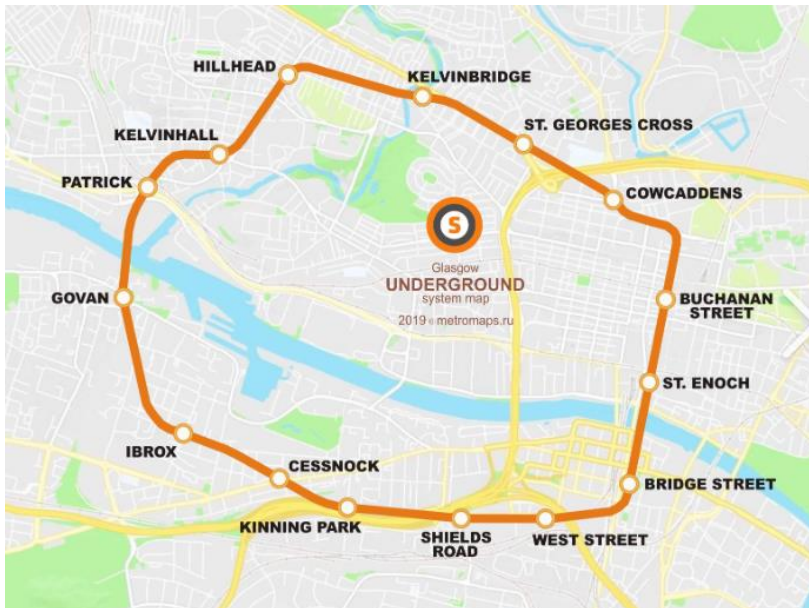 HILLHEAD
KELVINBRIDGE
ST. GEORGES CROSS
KELVINHALL
PATRICK
COWCADDENS
S
Glasgow
UNDERGROUND
system map
2019 © metromaps.ru
GOVAN
BUCHANAN
STREET
ST. ENOCH
IBROX
CESSNOCK
BRIDGE STREET
KINNING PARK
SHIELDS
ROAD
WEST STREET